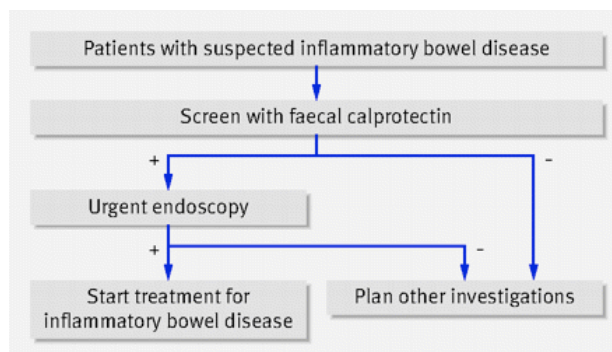 Patients with suspected inflammatory bowel disease
Screen with faecal calprotectin
+
-
Urgent endoscopy
+
-
Start treatment for
inflammatory bowel disease
Plan other investigations